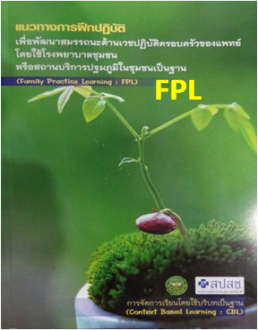 แนวทางการฝึกปฏิบัติ
เพื่อพัฒนาสมรรถนะด้านเวชปฏิบัติครอบครัวของแพทย์
โดยใช้โรงพยาบาลชุมชน
หรือสถานบริการปฐมภูมิในชุมชนเป็นฐาน
(Family Practice Learning : FPL)
FPL
สปสช
การจัดการเรียนโดยใช้บริบทเป็นฐาน
(Context Based Learning : CBL)